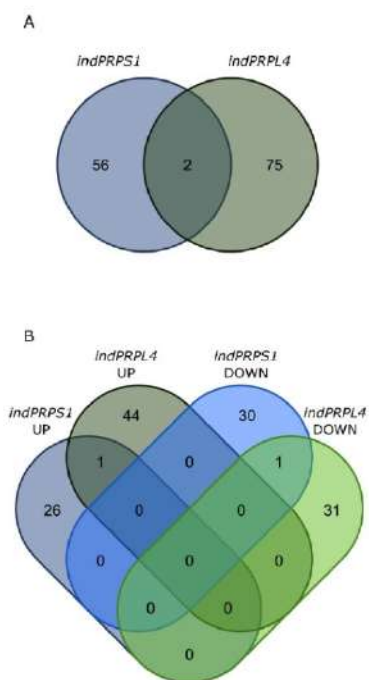 A
indPRPS1 indPRPL4
56 2 75
B
indPRPL4 UP
indPRPS1 DOWN
indPRPS1 UP
indPRPL4 DOWN
44 30
1 0 1
26 0 0 31
0 0 0
0 0
0